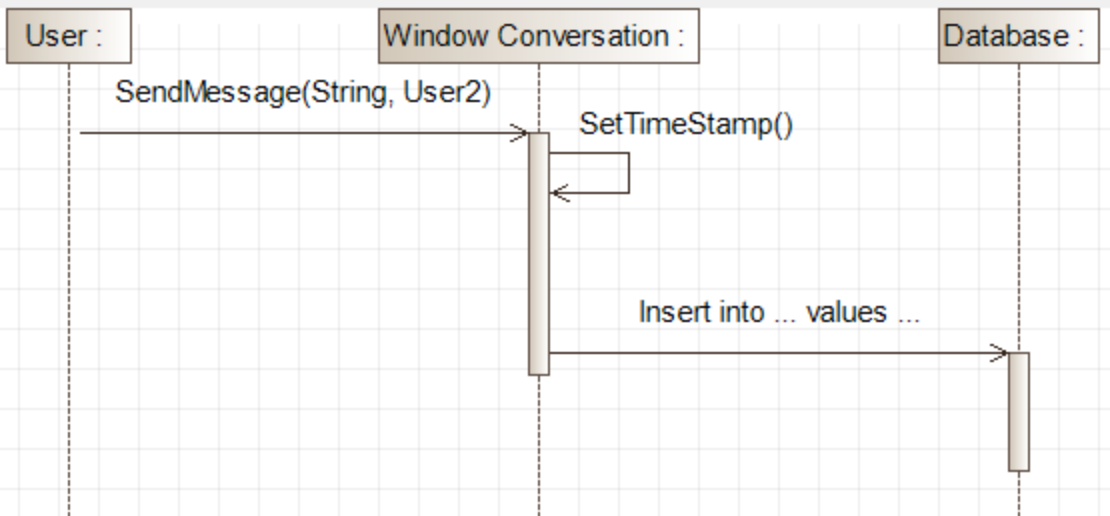 User :
Window Conversation :
Database :
SendMessage(String, User2)
SetTimeStamp()
Insert into ... values ...